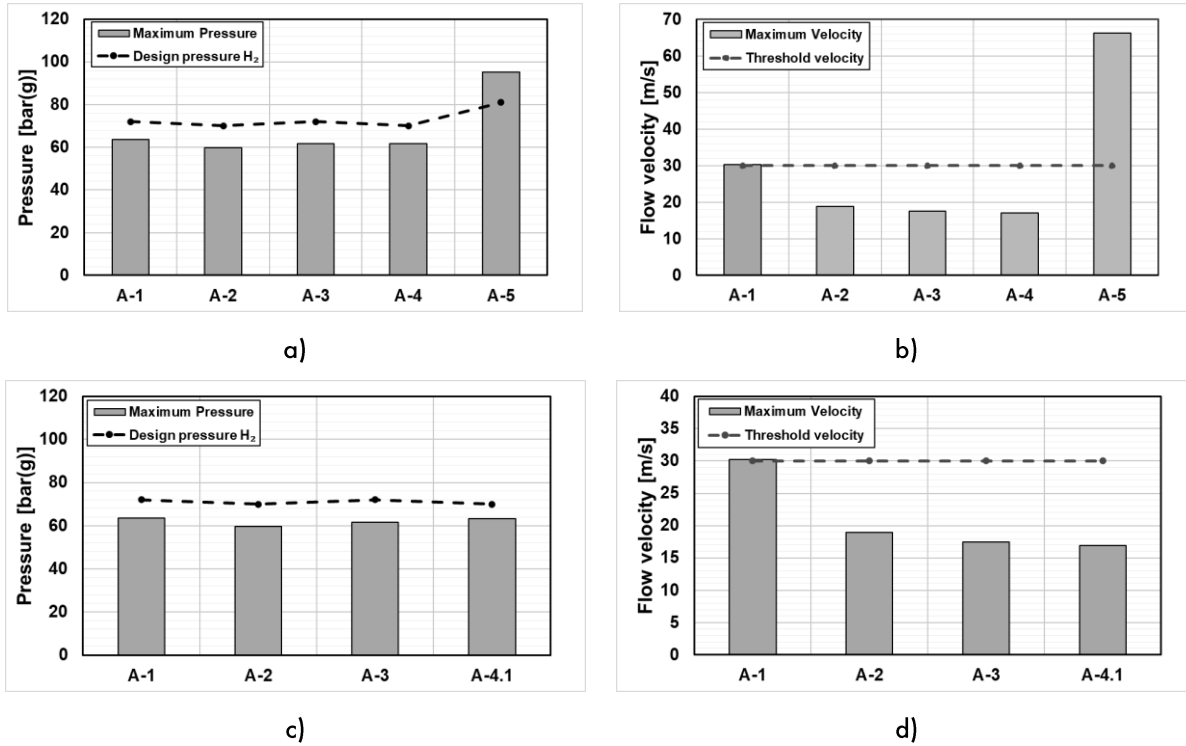 120
100
80
60
40
20
0
Pressure [bar(g)]
Maximum Pressure
Design pressure H₂
A-1 A-2 A-3 A-4 A-5
a)
70
60
50
40
30
20
10
0
Flow velocity [m/s]
Maximum Velocity
Threshold velocity
A-1 A-2 A-3 A-4 A-5
b)
120
100
80
60
40
20
0
Pressure [bar(g)]
Maximum Pressure
Design pressure H₂
A-1 A-2 A-3 A-4.1
c)
40
35
30
25
20
15
10
5
0
Flow velocity [m/s]
Maximum Velocity
Threshold velocity
A-1 A-2 A-3 A-4.1
d)